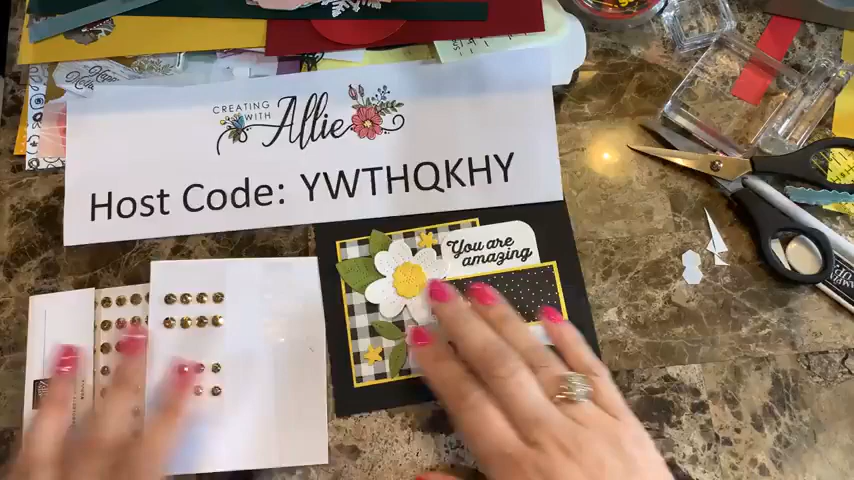 CREATING
WITH
Allie
Host Code: YWTHQKHY
You are
amazing